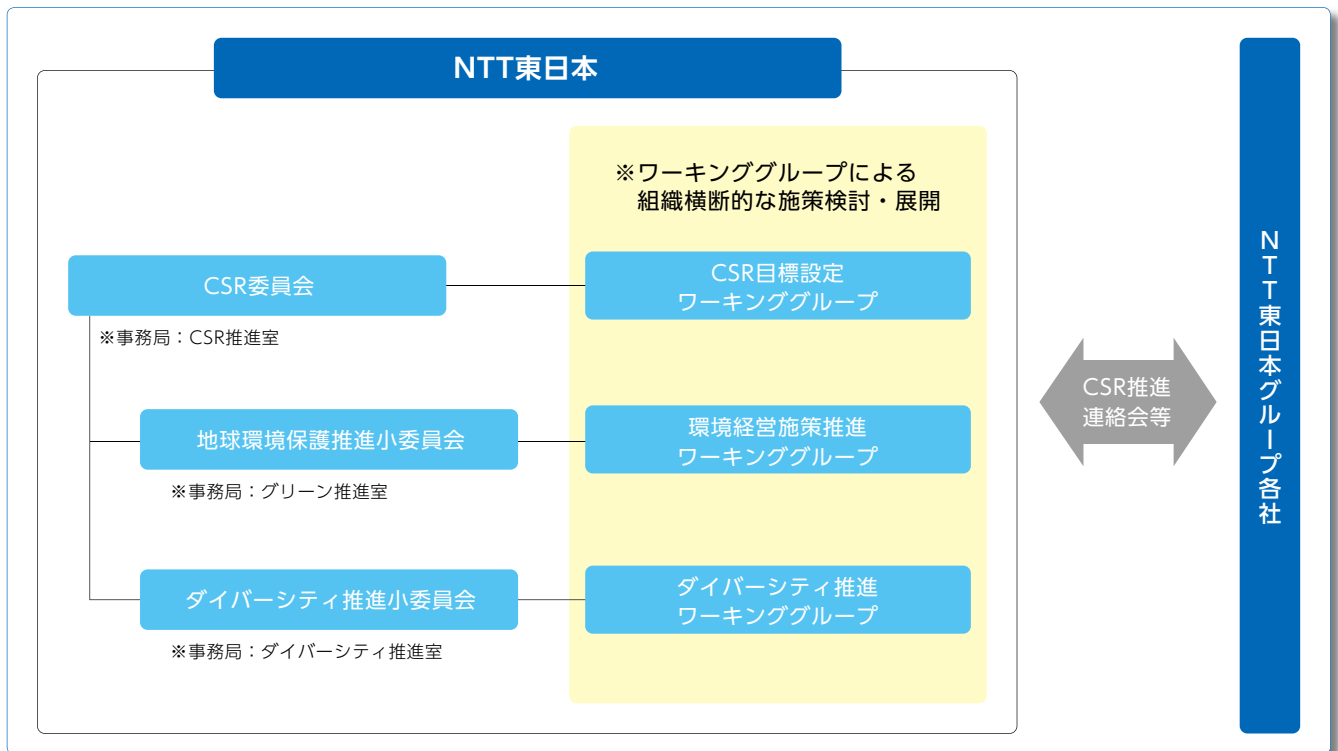 NTT東日本
※ワーキンググループによる
組織横断的な施策検討・展開
CSR委員会
※事務局：CSR推進室
CSR目標設定
ワーキンググループ
地球環境保護推進小委員会
※事務局：グリーン推進室
環境経営施策推進
ワーキンググループ
ダイバーシティ推進小委員会
※事務局：ダイバーシティ推進室
ダイバーシティ推進
ワーキンググループ
CSR推進
連絡会等
NTT東日本グループ各社